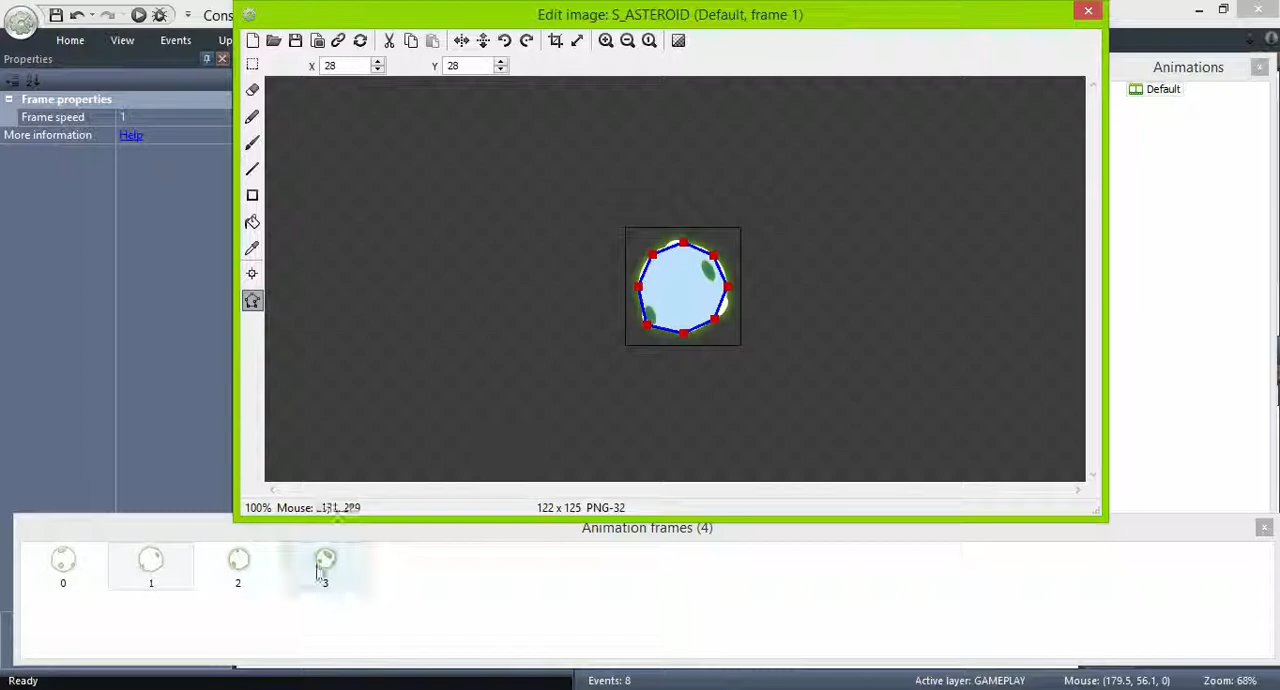 Edit image: S_ASTEROID (Default, frame 1)
Cons
Home View Events Up
Properties
X 28 Y 28
Animations
Default
Frame properties
Frame speed 1
More information Help
100% Mouse:
122 x 125 PNG-32
Animation frames (4)
0 1 2 3
Ready
Events: 8
Active layer: GAMEPLAY
Mouse: (179.5, 56.1, 0)
Zoom: 68%